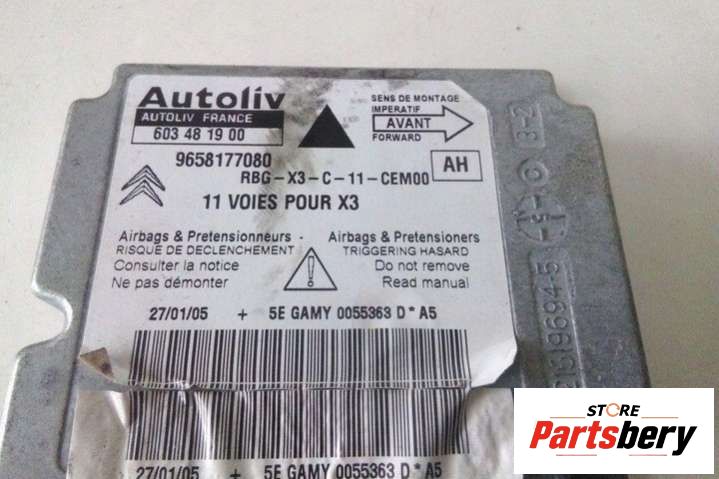 Autoliv
AUTOLIV FRANCE
603 48 19 00
SENS DE MONTAGE
IMPERATIF
AVANT
FORWARD
9658177080
AH
RBG-X3-C-11-CEM00
11 VOIES POUR X3
Airbags & Pretensionneurs -
RISQUE DE DECLENCHEMENT
Consulter la notice
Ne pas démonter
Airbags & Pretensioners
TRIGGERING HASARD
Do not remove
Read manual
27/01/05 + 5E GAMY 0055363 D * A5
27/01/05 + 5E GAMY 0055363 D * A5
B-2
STORE
Partsbery